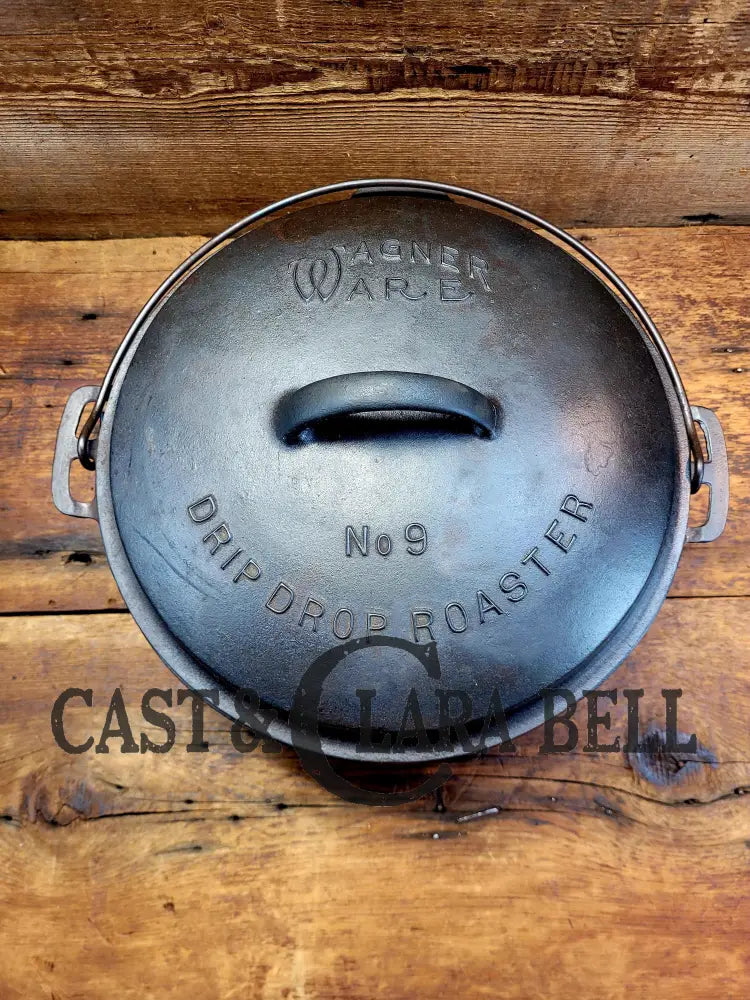 WAGNER
WARE
No 9
DRIP DROP ROASTER
CAST & CLARA BELL